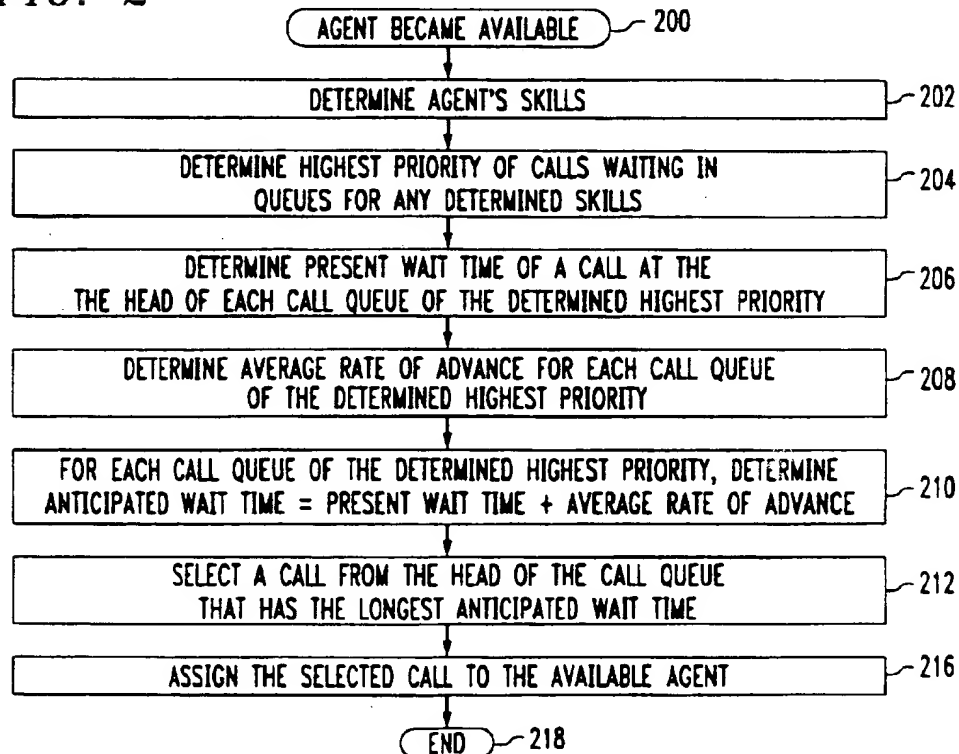 FIG. 2
AGENT BECAME AVAILABLE
200
DETERMINE AGENT'S SKILLS
202
DETERMINE HIGHEST PRIORITY OF CALLS WAITING IN
QUEUES FOR ANY DETERMINED SKILLS
204
DETERMINE PRESENT WAIT TIME OF A CALL AT THE
THE HEAD OF EACH CALL QUEUE OF THE DETERMINED HIGHEST PRIORITY
206
DETERMINE AVERAGE RATE OF ADVANCE FOR EACH CALL QUEUE
OF THE DETERMINED HIGHEST PRIORITY
208
FOR EACH CALL QUEUE OF THE DETERMINED HIGHEST PRIORITY, DETERMINE
ANTICIPATED WAIT TIME = PRESENT WAIT TIME + AVERAGE RATE OF ADVANCE
210
SELECT A CALL FROM THE HEAD OF THE CALL QUEUE
THAT HAS THE LONGEST ANTICIPATED WAIT TIME
212
ASSIGN THE SELECTED CALL TO THE AVAILABLE AGENT
216
END
218